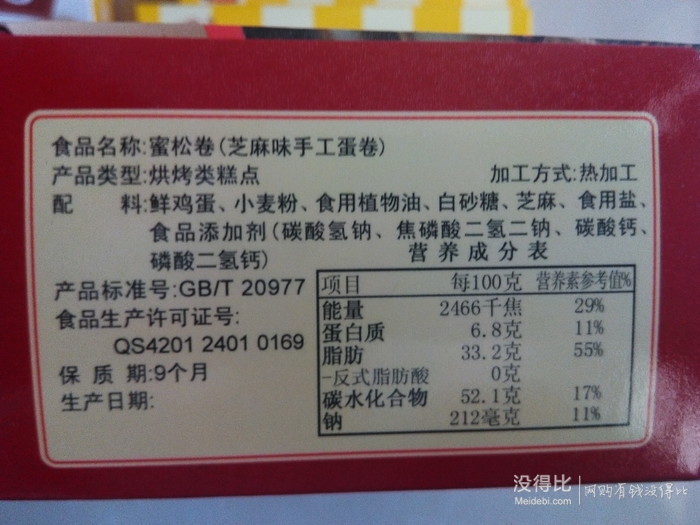 食品名称:蜜松卷(芝麻味手工蛋卷)
产品类型:烘烤类糕点 加工方式:热加工
配 料:鲜鸡蛋、小麦粉、食用植物油、白砂糖、芝麻、食用盐、
食品添加剂(碳酸氢钠、焦磷酸二氢二钠、碳酸钙、
磷酸二氢钙)
产品标准号:GB/T 20977
食品生产许可证号:
QS4201 2401 0169
保 质 期:9个月
生产日期:
营养成分表
项目 每100克 营养素参考值%
能量 2466千焦 29%
蛋白质 6.8克 11%
脂肪 33.2克 55%
-反式脂肪酸 0克
碳水化合物 52.1克 17%
钠 212毫克 11%
没得比
Meidebi.com
网购有钱没得比